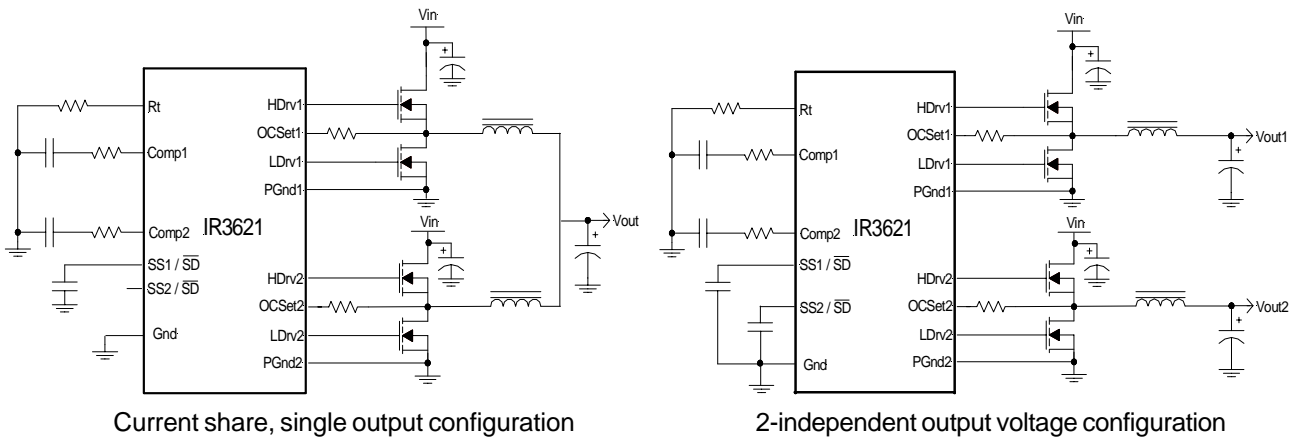 Vin
+
Rt
HDrv1
OCSet1
Comp1
LDrv1
PGnd1
Comp2
IR3621
Vin
Vout
+
+
SS1 / SD
HDrv2
SS2 / SD
OCSet2
Gnd
LDrv2
PGnd2
Current share, single output configuration
Vin
+
Rt
HDrv1
OCSet1
Vout1
Comp1
LDrv1
+
PGnd1
Comp2
IR3621
Vin
+
SS1 / SD
HDrv2
SS2 / SD
OCSet2
Vout2
LDrv2
+
Gnd
PGnd2
2-independent output voltage configuration